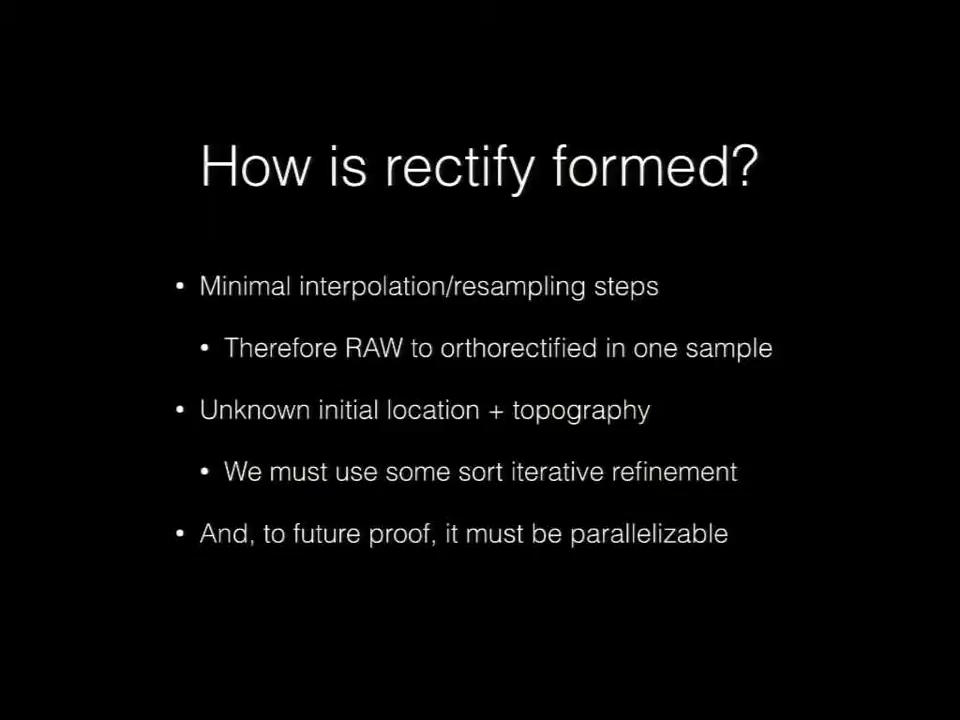 How is rectify formed?
• Minimal interpolation/resampling steps
• Therefore RAW to orthorectified in one sample
• Unknown initial location + topography
• We must use some sort iterative refinement
• And, to future proof, it must be parallelizable